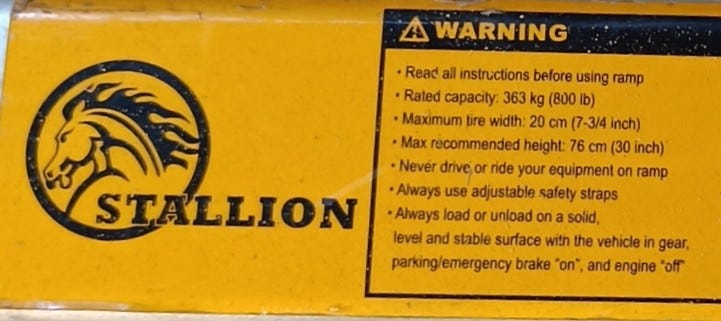 STALLION
WARNING
• Read all instructions before using ramp
• Rated capacity: 363 kg (800 lb)
• Maximum tire width: 20 cm (7-3/4 inch)
• Max recommended height: 76 cm (30 inch)
• Never drive or ride your equipment on ramp
• Always use adjustable safety straps
• Always load or unload on a solid,
level and stable surface with the vehicle in gear,
parking/emergency brake "on", and engine "off"